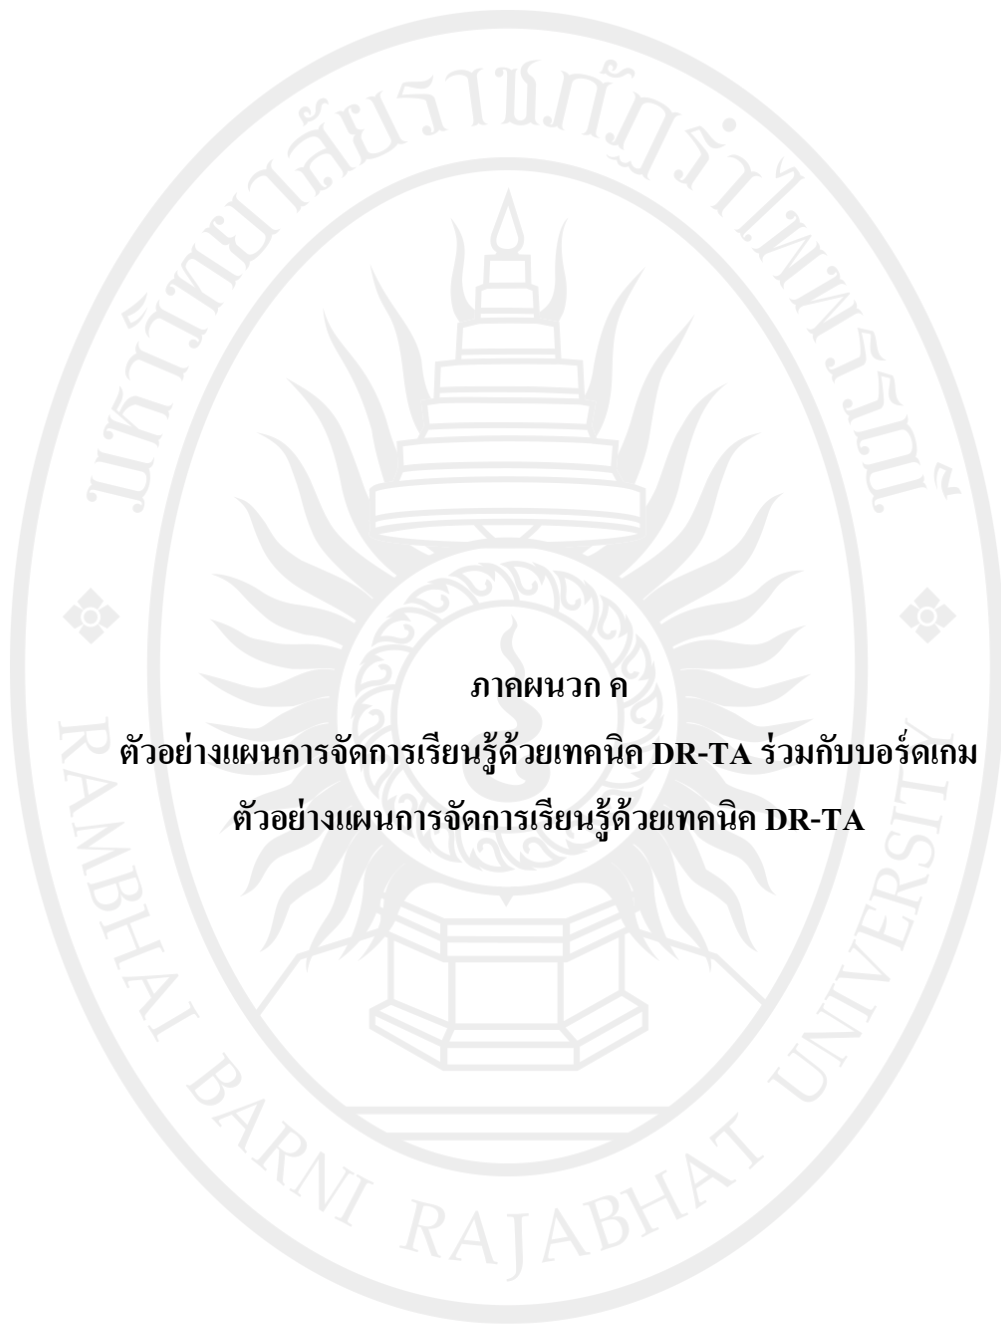 มหาวิทยาลัยราชภัฏรำไพพรรณี
ภาคผนวก ค
ตัวอย่างแผนการจัดการเรียนรู้ด้วยเทคนิค DR-TA ร่วมกับบอร์ดเกม
ตัวอย่างแผนการจัดการเรียนรู้ด้วยเทคนิค DR-TA
RAMBHAI BARNI RAJABHAT UNIVERSITY